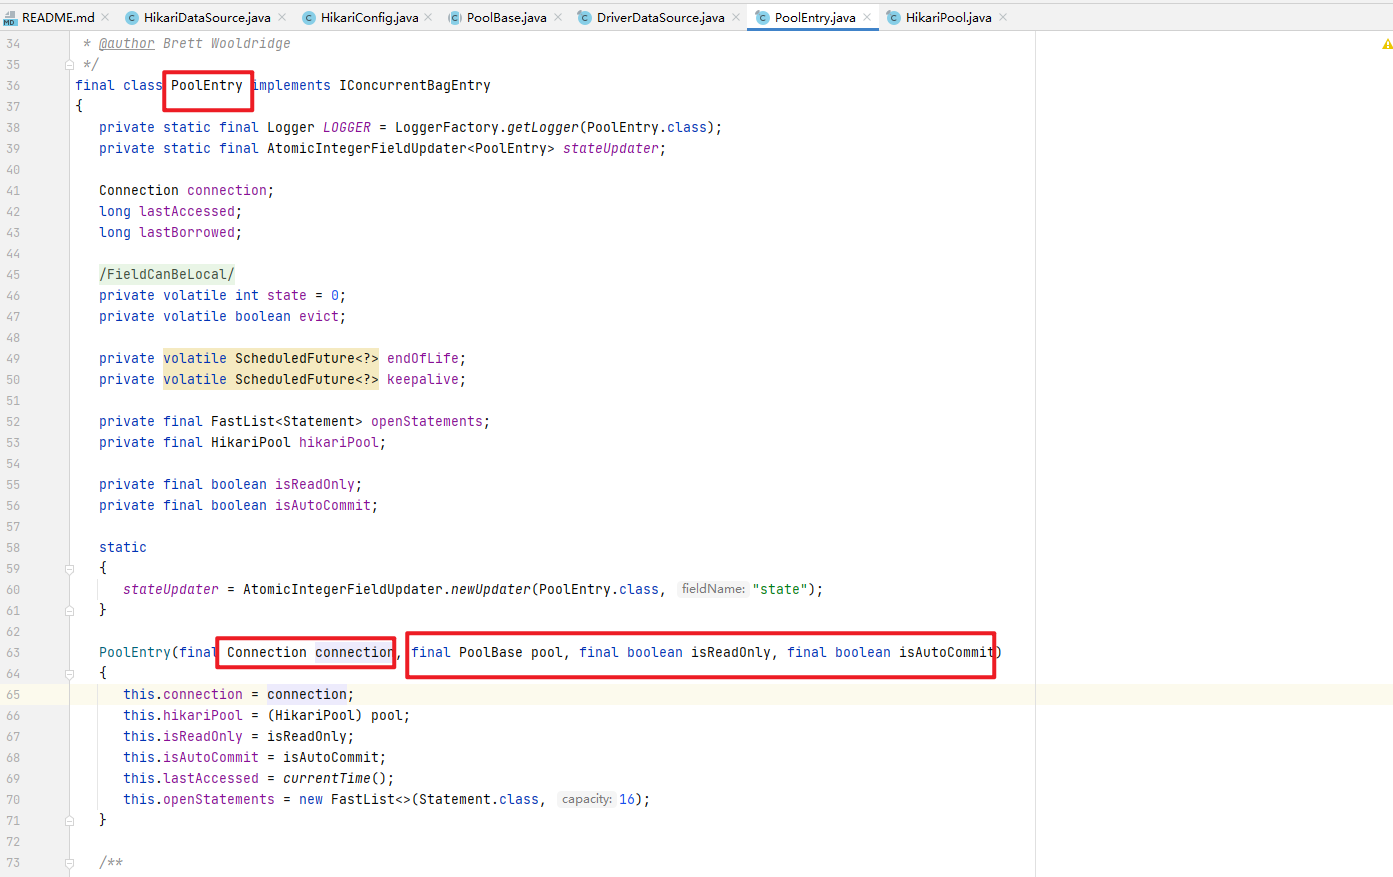 README.md HikariDataSource.java HikariConfig.java PoolBase.java DriverDataSource.java PoolEntry.java HikariPool.java
34 * @author Brett Wooldridge
35 */
36 final class PoolEntry implements IConcurrentBagEntry
37 {
38 private static final Logger LOGGER = LoggerFactory.getLogger(PoolEntry.class);
39 private static final AtomicIntegerFieldUpdater<PoolEntry> stateUpdater;
40
41 Connection connection;
42 long lastAccessed;
43 long lastBorrowed;
44
45 /FieldCanBeLocal/
46 private volatile int state = 0;
47 private volatile boolean evict;
48
49 private volatile ScheduledFuture<?> endOfLife;
50 private volatile ScheduledFuture<?> keepalive;
51
52 private final FastList<Statement> openStatements;
53 private final HikariPool hikariPool;
54
55 private final boolean isReadOnly;
56 private final boolean isAutoCommit;
57
58 static
59 {
60 stateUpdater = AtomicIntegerFieldUpdater.newUpdater(PoolEntry.class, fieldName: "state");
61 }
62
63 PoolEntry(final Connection connection, final PoolBase pool, final boolean isReadOnly, final boolean isAutoCommit)
64 {
65 this.connection = connection;
66 this.hikariPool = (HikariPool) pool;
67 this.isReadOnly = isReadOnly;
68 this.isAutoCommit = isAutoCommit;
69 this.lastAccessed = currentTime();
70 this.openStatements = new FastList<>(Statement.class, capacity: 16);
71 }
72
73 /**